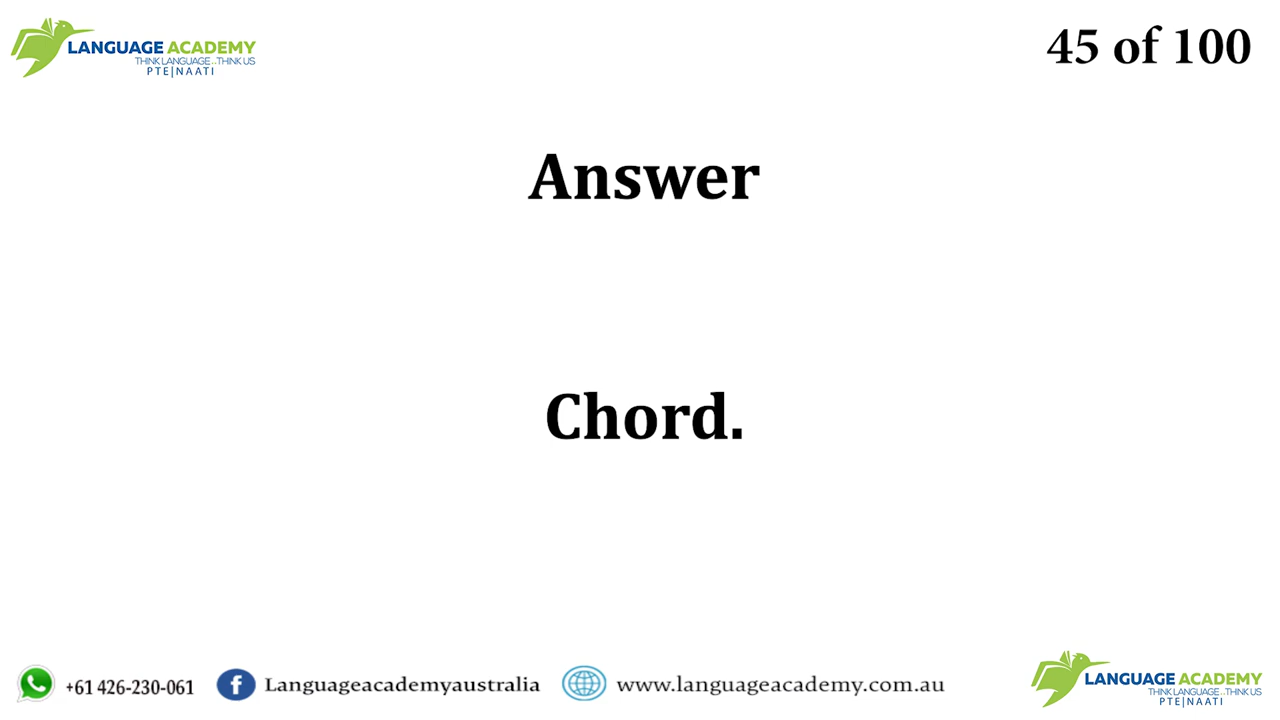 LANGUAGE ACADEMY
THINK LANGUAGE..THINK US
PTE|NAATI
45 of 100
Answer
Chord.
+61 426-230-061
Languageacademyaustralia
www.languageacademy.com.au
LANGUAGE ACADEMY
THINK LANGUAGE..THINK US
PTE|NAATI